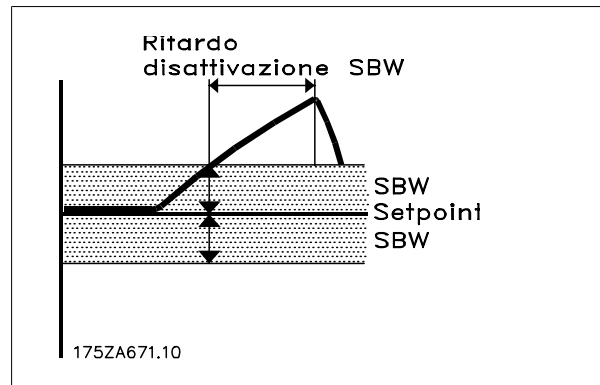 Ritardo
disattivazione SBW
SBW
Setpoint
SBW
175ZA671.10